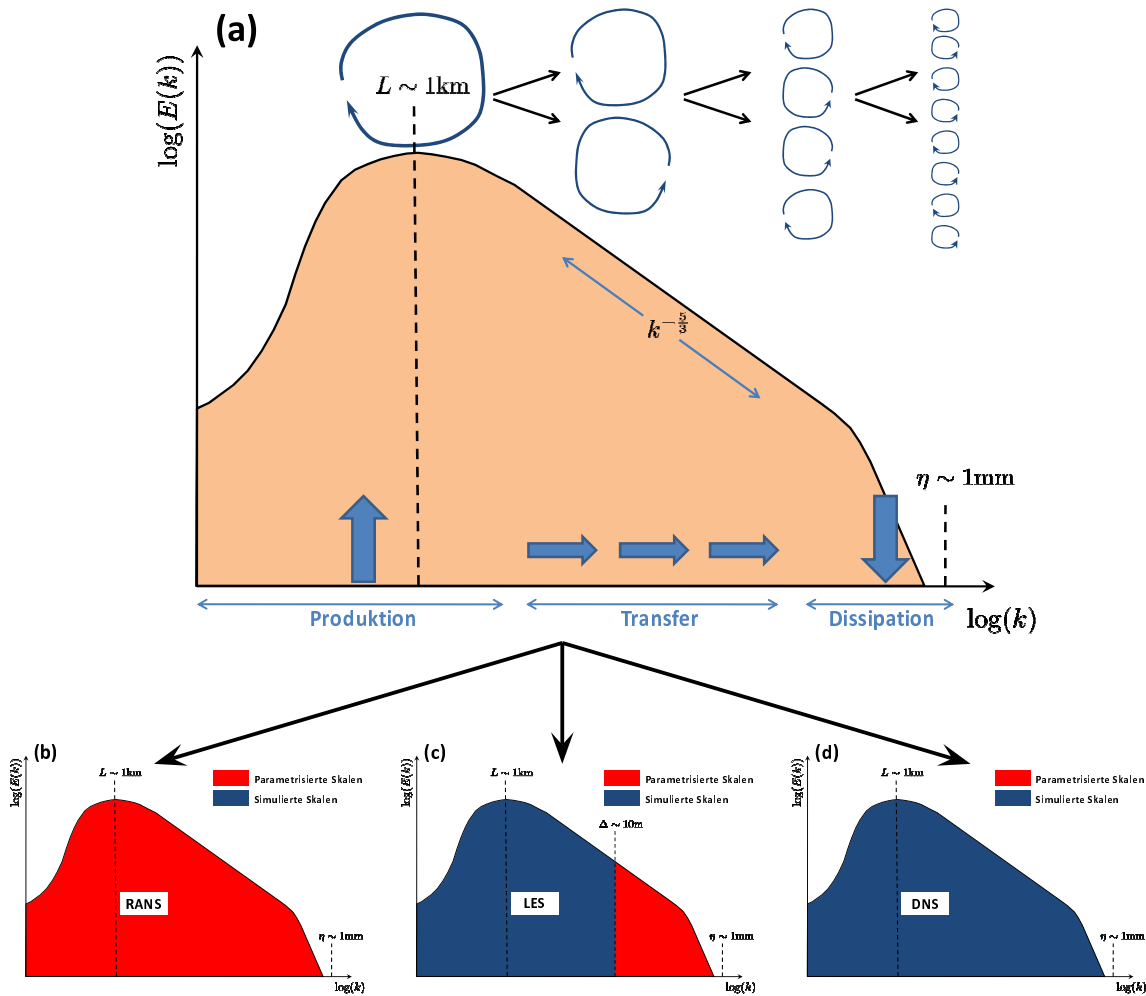 (a)
log(E(k))
L ∼ 1km
k^{-\frac{5}{3}}
η ∼ 1mm
Produktion
Transfer
Dissipation
log(k)
(b)
log(E(k))
L ∼ 1km
Parametrisierte Skalen
Simulierte Skalen
RANS
η ∼ 1mm
log(k)
(c)
log(E(k))
L ∼ 1km
Parametrisierte Skalen
Simulierte Skalen
Δ ∼ 10m
LES
η ∼ 1mm
log(k)
(d)
log(E(k))
L ∼ 1km
Parametrisierte Skalen
Simulierte Skalen
DNS
η ∼ 1mm
log(k)